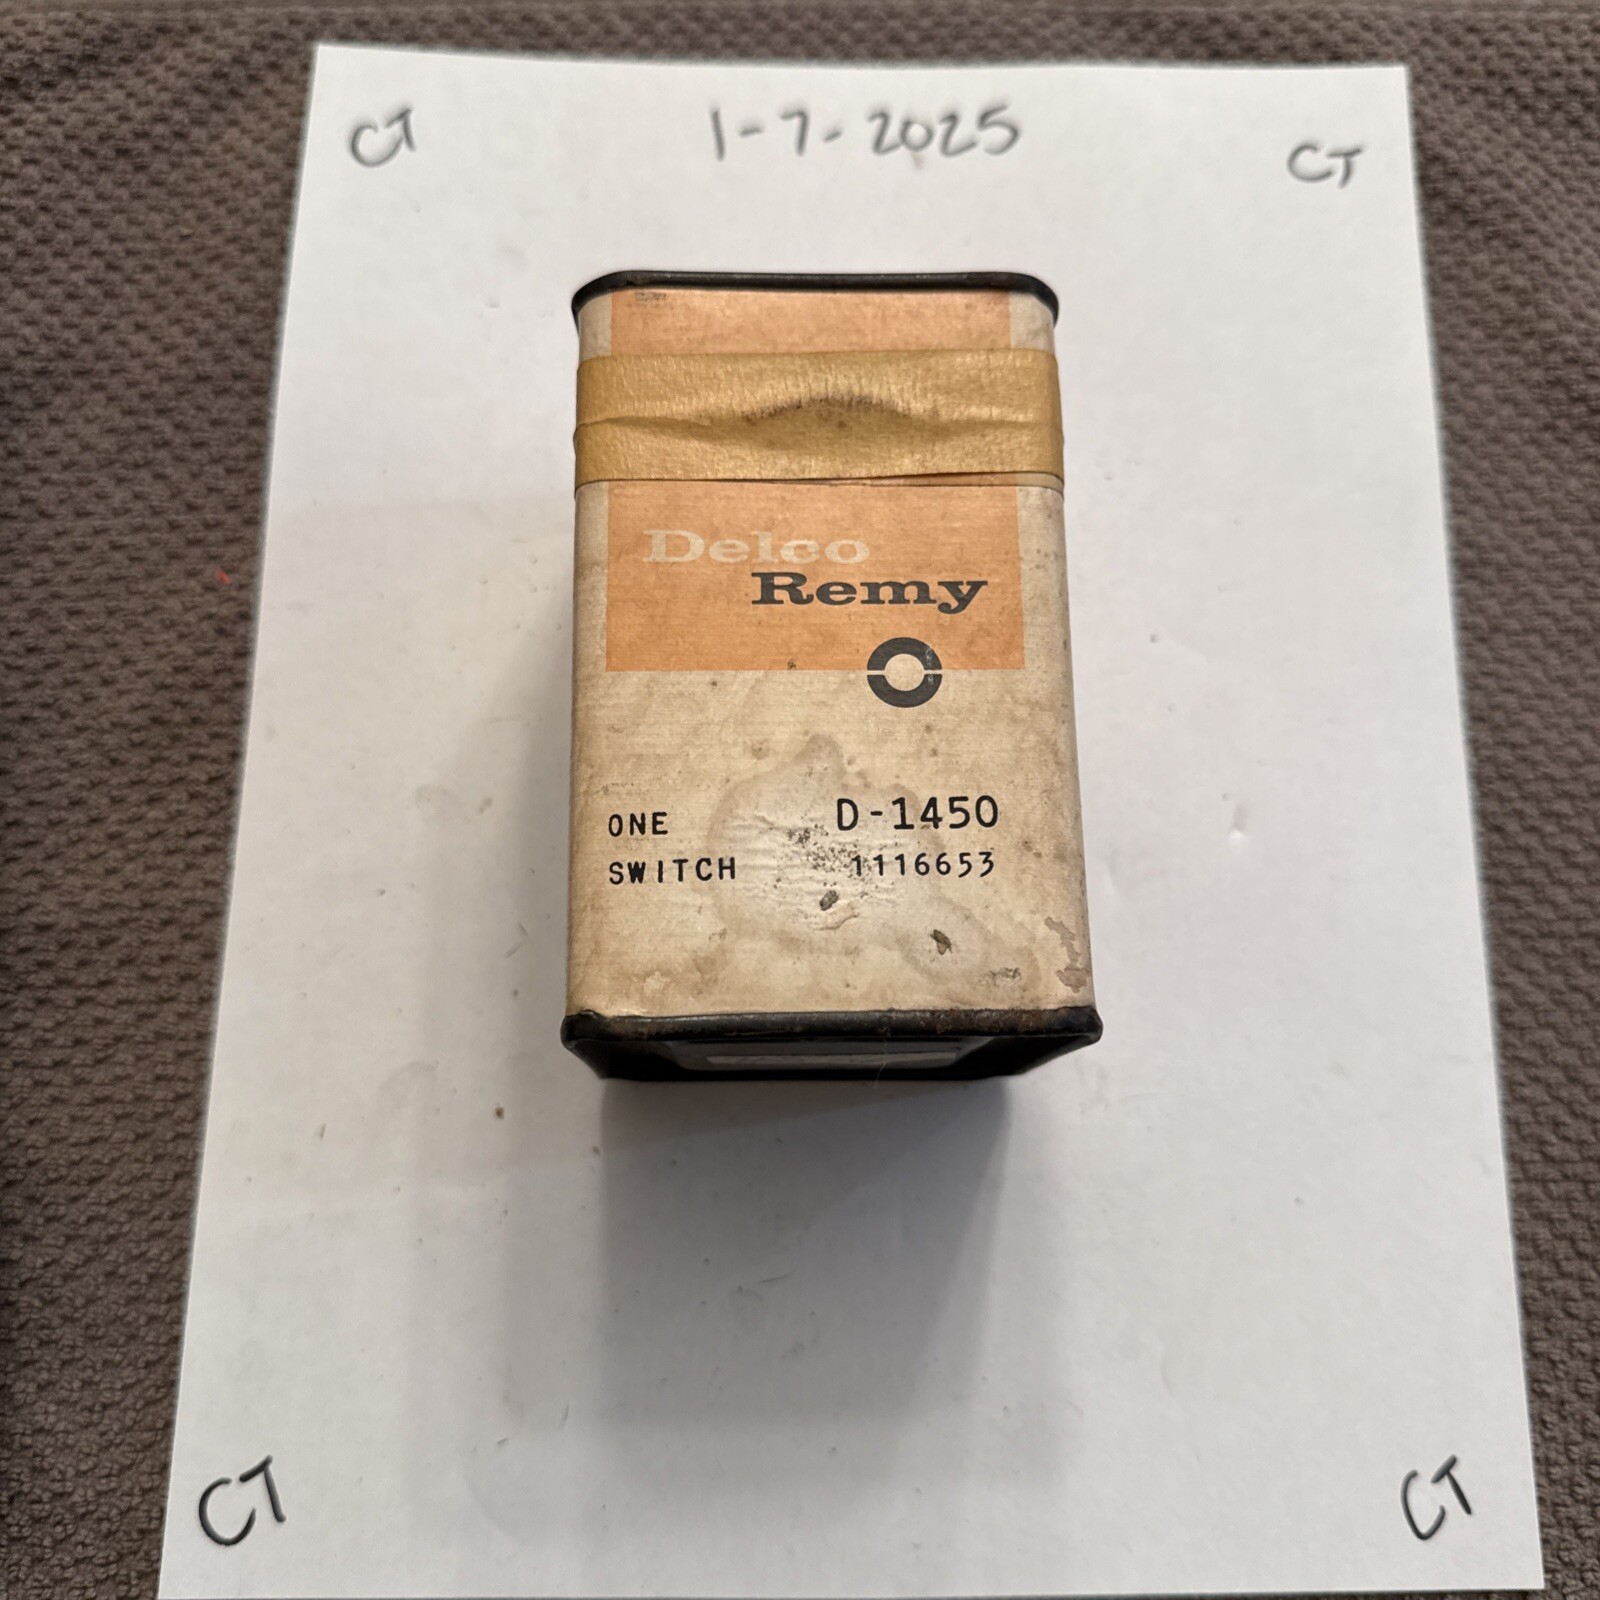 CT 1-7-2025 CT
Delco
Remy
ONE D-1450
SWITCH 1116653
CT CT